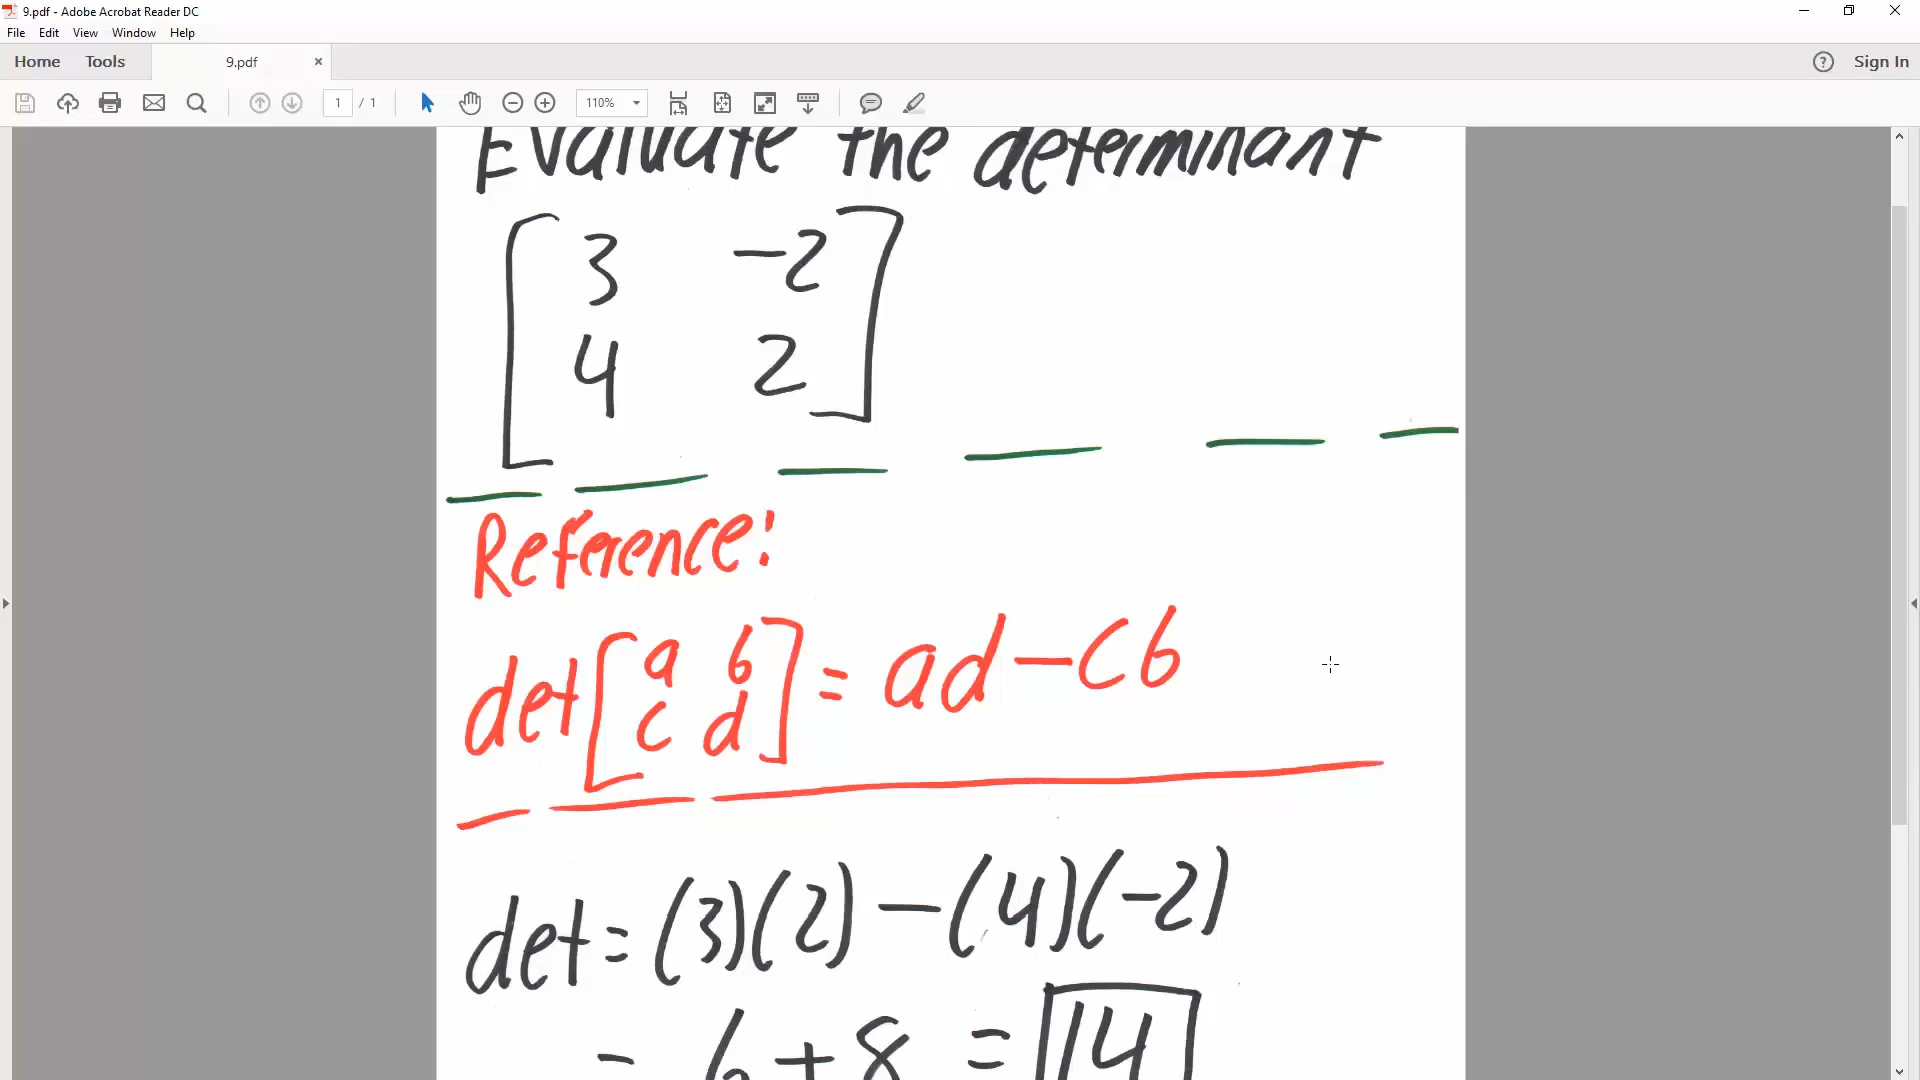 9.pdf - Adobe Acrobat Reader DC
File Edit View Window Help
Home Tools 9.pdf × Sign In
1 / 1 110%
Evaluate the determinant
[3 -2
4 2]
Reference:
det[a b
c d] = ad - cb
det = (3)(2) - (4)(-2)
= 6 + 8 = 14